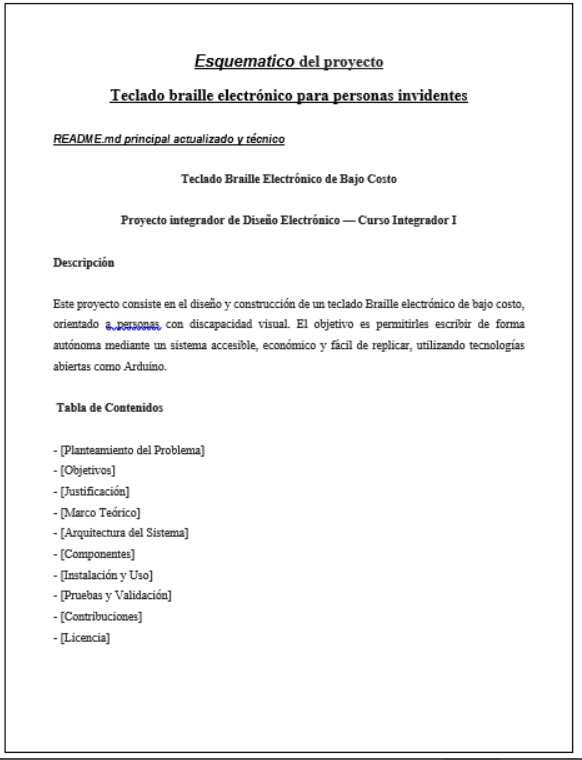 Esquematico del proyecto
Teclado braille electrónico para personas invidentes
README.md principal actualizado y técnico
Teclado Braille Electrónico de Bajo Costo
Proyecto integrador de Diseño Electrónico — Curso Integrador I
Descripción
Este proyecto consiste en el diseño y construcción de un teclado Braille electrónico de bajo costo,
orientado a personas con discapacidad visual. El objetivo es permitirles escribir de forma
autónoma mediante un sistema accesible, económico y fácil de replicar, utilizando tecnologías
abiertas como Arduino.
Tabla de Contenidos
- [Planteamiento del Problema]
- [Objetivos]
- [Justificación]
- [Marco Teórico]
- [Arquitectura del Sistema]
- [Componentes]
- [Instalación y Uso]
- [Pruebas y Validación]
- [Contribuciones]
- [Licencia]